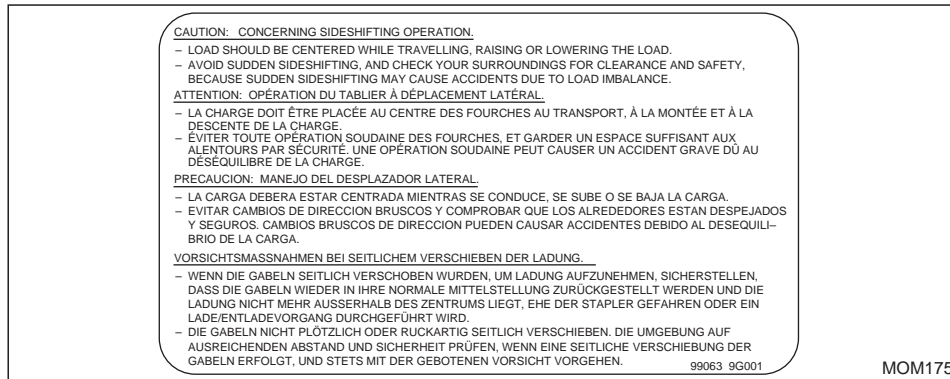 CAUTION: CONCERNING SIDESHIFTING OPERATION.
– LOAD SHOULD BE CENTERED WHILE TRAVELLING, RAISING OR LOWERING THE LOAD.
– AVOID SUDDEN SIDESHIFTING, AND CHECK YOUR SURROUNDINGS FOR CLEARANCE AND SAFETY,
BECAUSE SUDDEN SIDESHIFTING MAY CAUSE ACCIDENTS DUE TO LOAD IMBALANCE.
ATTENTION: OPÉRATION DU TABLIER À DÉPLACEMENT LATÉRAL.
– LA CHARGE DOIT ÊTRE PLACÉE AU CENTRE DES FOURCHES AU TRANSPORT, À LA MONTÉE ET À LA
DESCENTE DE LA CHARGE.
– ÉVITER TOUTE OPÉRATION SOUDAINE DES FOURCHES, ET GARDER UN ESPACE SUFFISANT AUX
ALENTOURS PAR SÉCURITÉ. UNE OPÉRATION SOUDAINE PEUT CAUSER UN ACCIDENT GRAVE DÛ AU
DÉSÉQUILIBRE DE LA CHARGE.
PRECAUCION: MANEJO DEL DESPLAZADOR LATERAL.
– LA CARGA DEBERA ESTAR CENTRADA MIENTRAS SE CONDUCE, SE SUBE O SE BAJA LA CARGA.
– EVITAR CAMBIOS DE DIRECCION BRUSCOS Y COMPROBAR QUE LOS ALREDEDORES ESTAN DESPEJADOS
Y SEGUROS. CAMBIOS BRUSCOS DE DIRECCION PUEDEN CAUSAR ACCIDENTES DEBIDO AL DESEQUILI–
BRIO DE LA CARGA.
VORSICHTSMASSNAHMEN BEI SEITLICHEM VERSCHIEBEN DER LADUNG.
– WENN DIE GABELN SEITLICH VERSCHOBEN WURDEN, UM LADUNG AUFZUNEHMEN, SICHERSTELLEN,
DASS DIE GABELN WIEDER IN IHRE NORMALE MITTELSTELLUNG ZURÜCKGESTELLT WERDEN UND DIE
LADUNG NICHT MEHR AUSSERHALB DES ZENTRUMS LIEGT, EHE DER STAPLER GEFAHREN ODER EIN
LADE/ENTLADEVORGANG DURCHGEFÜHRT WIRD.
– DIE GABELN NICHT PLÖTZLICH ODER RUCKARTIG SEITLICH VERSCHIEBEN. DIE UMGEBUNG AUF
AUSREICHENDEN ABSTAND UND SICHERHEIT PRÜFEN, WENN EINE SEITLICHE VERSCHIEBUNG DER
GABELN ERFOLGT, UND STETS MIT DER GEBOTENEN VORSICHT VORGEHEN.
99063 9G001
MOM175